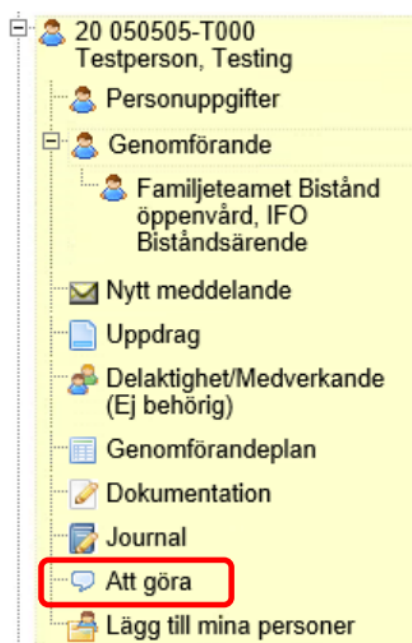 20 050505-T000
Testperson, Testing
Personuppgifter
Genomförande
Familjeteamet Bistånd
öppenvård, IFO
Biståndsärende
Nytt meddelande
Uppdrag
Delaktighet/Medverkande
(Ej behörig)
Genomförandeplan
Dokumentation
Journal
Att göra
Lägg till mina personer